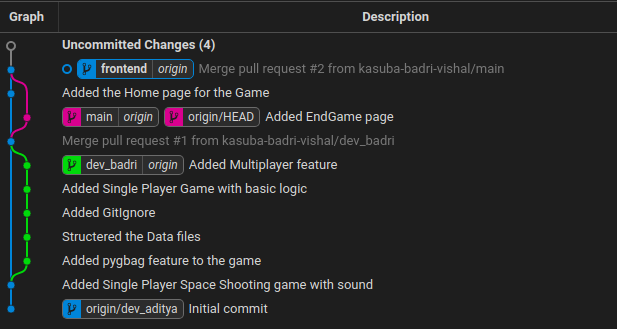 Graph Description
Uncommitted Changes (4)
frontend origin Merge pull request #2 from kasuba-badri-vishal/main
Added the Home page for the Game
main origin origin/HEAD Added EndGame page
Merge pull request #1 from kasuba-badri-vishal/dev_badri
dev_badri origin Added Multiplayer feature
Added Single Player Game with basic logic
Added GitIgnore
Structered the Data files
Added pygbag feature to the game
Added Single Player Space Shooting game with sound
origin/dev_aditya Initial commit